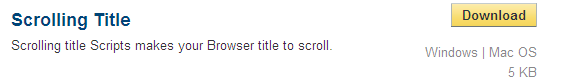 Scrolling Title
Download
Scrolling title Scripts makes your Browser title to scroll.
Windows | Mac OS
5 KB